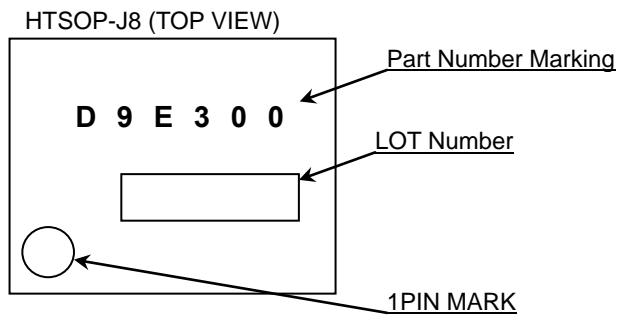 HTSOP-J8 (TOP VIEW)
Part Number Marking
D 9 E 3 0 0
LOT Number
1PIN MARK